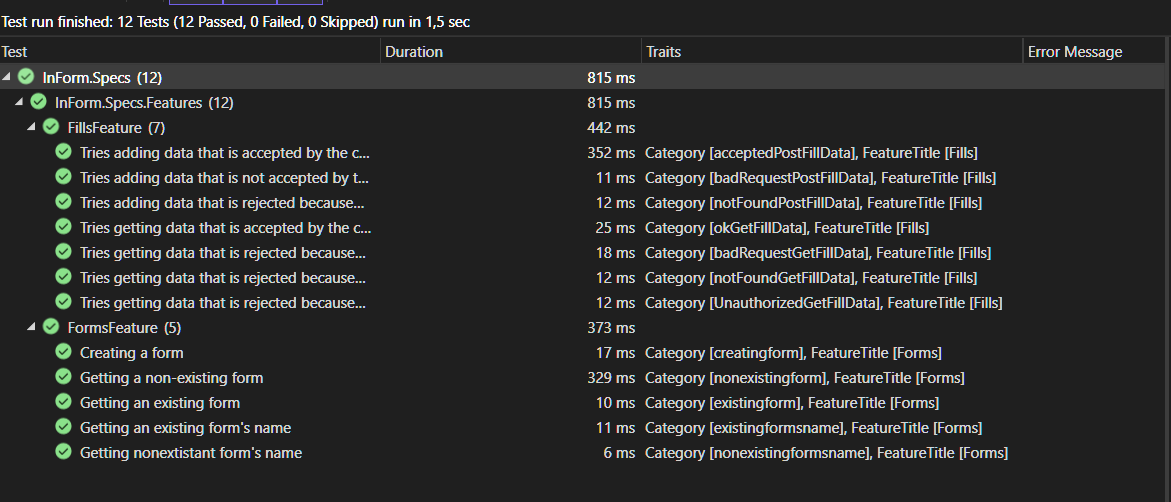 Test run finished: 12 Tests (12 Passed, 0 Failed, 0 Skipped) run in 1,5 sec
Test Duration Traits Error Message
InForm.Specs (12) 815 ms
InForm.Specs.Features (12) 815 ms
FillsFeature (7) 442 ms
Tries adding data that is accepted by the c... 352 ms Category [acceptedPostFillData], FeatureTitle [Fills]
Tries adding data that is not accepted by t... 11 ms Category [badRequestPostFillData], FeatureTitle [Fills]
Tries adding data that is rejected because... 12 ms Category [notFoundPostFillData], FeatureTitle [Fills]
Tries getting data that is accepted by the c... 25 ms Category [okGetFillData], FeatureTitle [Fills]
Tries getting data that is rejected because... 18 ms Category [badRequestGetFillData], FeatureTitle [Fills]
Tries getting data that is rejected because... 12 ms Category [notFoundGetFillData], FeatureTitle [Fills]
Tries getting data that is rejected because... 12 ms Category [UnauthorizedGetFillData], FeatureTitle [Fills]
FormsFeature (5) 373 ms
Creating a form 17 ms Category [creatingform], FeatureTitle [Forms]
Getting a non-existing form 329 ms Category [nonexistingform], FeatureTitle [Forms]
Getting an existing form 10 ms Category [existingform], FeatureTitle [Forms]
Getting an existing form's name 11 ms Category [existingformsname], FeatureTitle [Forms]
Getting nonextistant form's name 6 ms Category [nonexistingformsname], FeatureTitle [Forms]